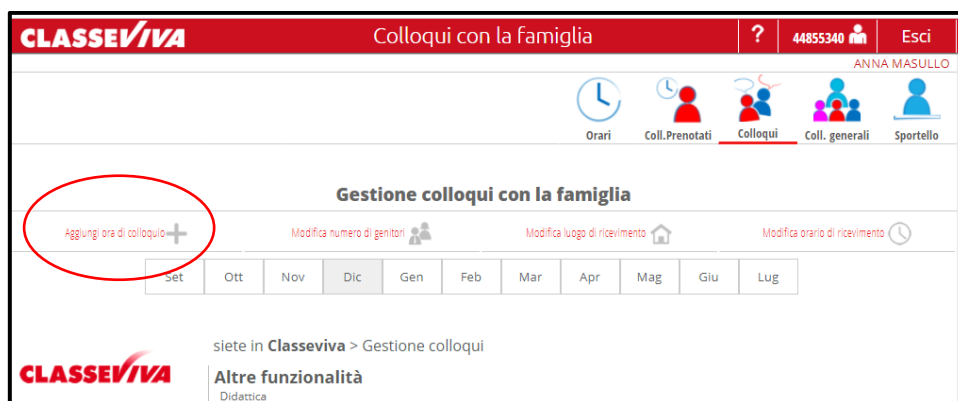 CLASSEVIVA Colloqui con la famiglia ? 44855340 Esci
ANNA MASULLO
Orari Coll.Prenotati Colloqui Coll. generali Sportello
Gestione colloqui con la famiglia
Aggiungi ora di colloquio Modifica numero di genitori Modifica luogo di ricevimento Modifica orario di ricevimento
Set Ott Nov Dic Gen Feb Mar Apr Mag Giu Lug
siete in Classeviva > Gestione colloqui
CLASSEVIVA Altre funzionalità
Didattica